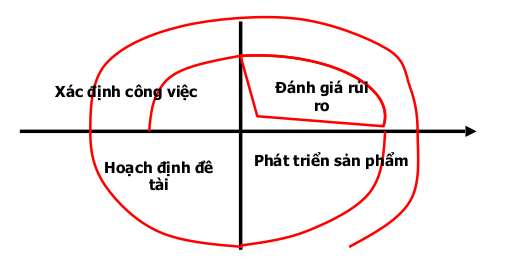 Xác định công việc
Đánh giá rủi
ro
Hoạch định đề
tài
Phát triển sản phẩm